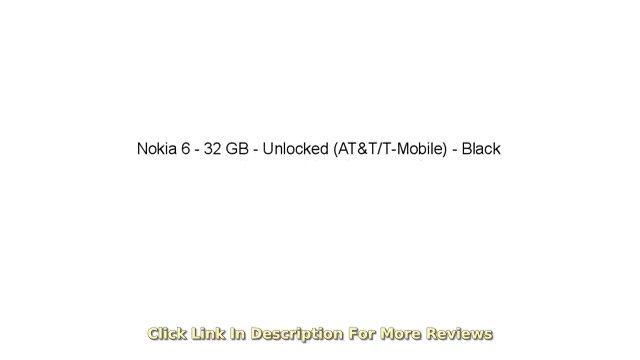 Nokia 6 - 32 GB - Unlocked (AT&T/T-Mobile) - Black
Click Link In Description For More Reviews